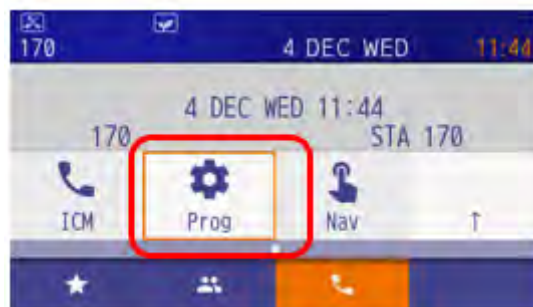 170 4 DEC WED 11:44
4 DEC WED 11:44
170 STA 170
ICM Prog Nav ↑